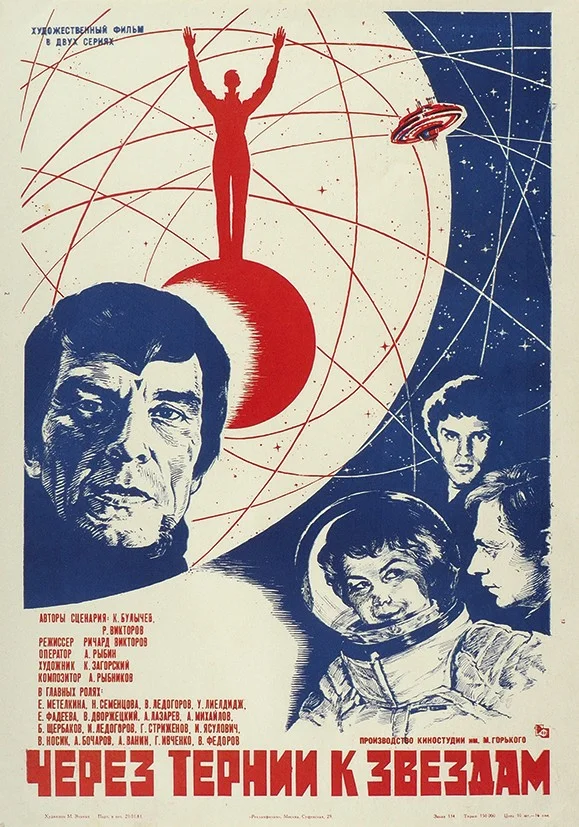 ХУДОЖЕСТВЕННЫЙ ФИЛЬМ
В ДВУХ СЕРИЯХ
АВТОРЫ СЦЕНАРИЯ: К. БУЛЫЧЕВ,
Р. ВИКТОРОВ
РЕЖИССЕР РИЧАРД ВИКТОРОВ
ОПЕРАТОР А. РЫБИН
ХУДОЖНИК К. ЗАГОРСКИЙ
КОМПОЗИТОР А. РЫБНИКОВ
В ГЛАВНЫХ РОЛЯХ:
Е. МЕТЕЛКИНА, Н. СЕМЕНЦОВА, В. ЛЕДОГОРОВ, У. ЛИЕЛДИДЖ,
Е. ФАДЕЕВА, В. ДВОРЖЕЦКИЙ, А. ЛАЗАРЕВ, А. МИХАЙЛОВ,
Б. ЩЕРБАКОВ, И. ЛЕДОГОРОВ, Г. СТРИЖЕНОВ, И. ЯСУЛОВИЧ,
В. НОСИК, А. БОЧАРОВ, А. ВАНИН, Г. ИВЧЕНКО, В. ФЕДОРОВ
ПРОИЗВОДСТВО КИНОСТУДИИ им. М. ГОРЬКОГО
ЧЕРЕЗ ТЕРНИИ К ЗВЕЗДАМ
Художник М.